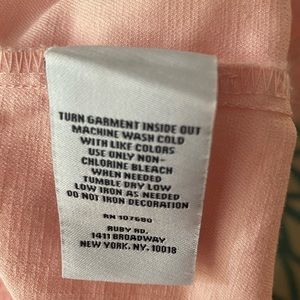 TURN GARMENT INSIDE OUT
MACHINE WASH COLD
WITH LIKE COLORS
USE ONLY NON-
CHLORINE BLEACH
WHEN NEEDED
TUMBLE DRY LOW
LOW IRON AS NEEDED
DO NOT IRON DECORATION
RN 107680
RUBY RD.
1411 BROADWAY
NEW YORK, NY. 10018